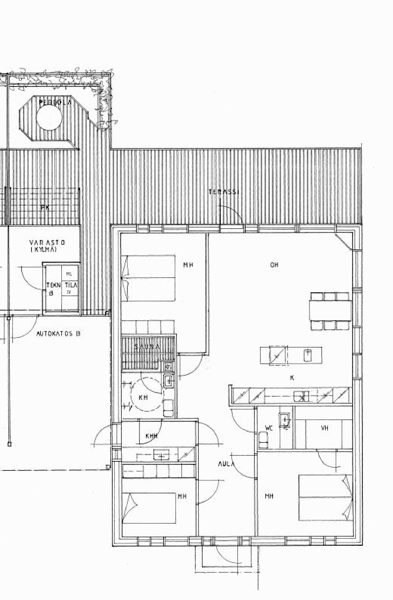 PERGOLA
TERASSI
PK
VARASTO
(KYLMÄ)
MH
OH
TEKN TILA
B IV
ML
AUTOKATOS B
SAUNA
K
KH
WC
VH
KHH
AULA
MH
MH